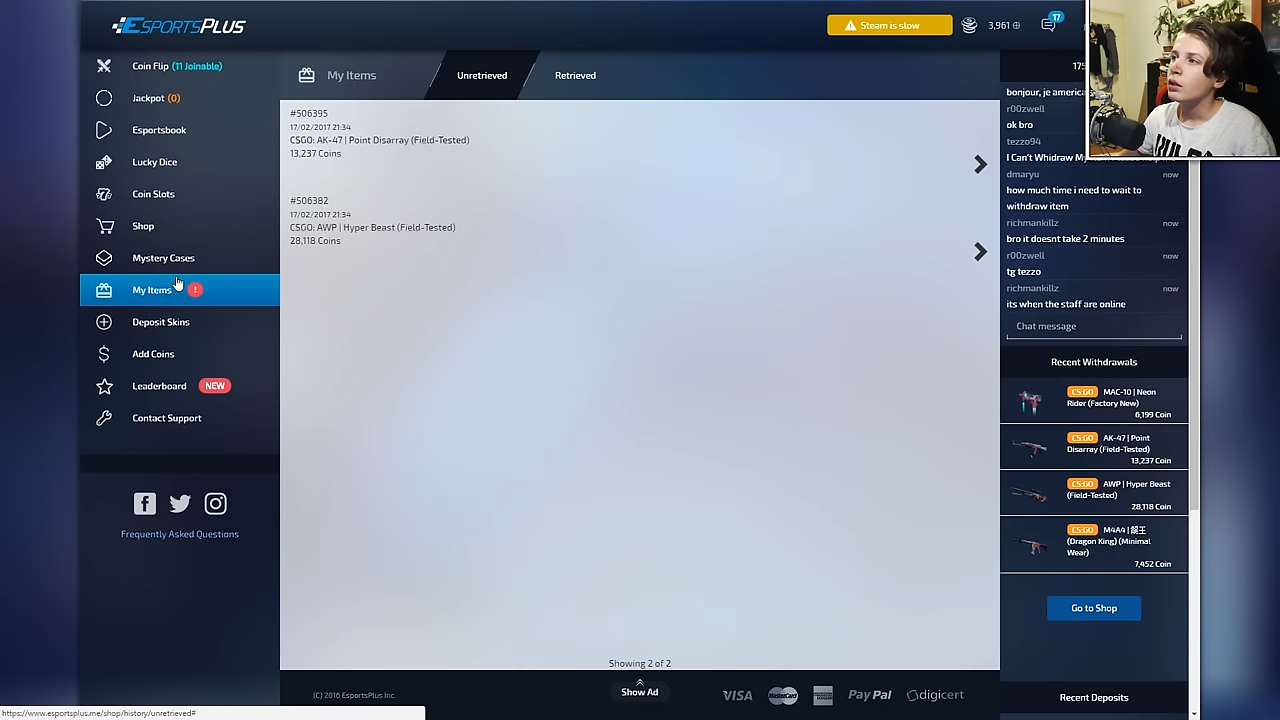 ESPORTSPLUS
Steam is slow
3,961
17
Coin Flip (11 Joinable)
Jackpot (0)
Esportsbook
Lucky Dice
Coin Slots
Shop
Mystery Cases
My Items !
Deposit Skins
Add Coins
Leaderboard NEW
Contact Support
Frequently Asked Questions
My Items
Unretrieved
Retrieved
#506395
17/02/2017 21:34
CSGO: AK-47 | Point Disarray (Field-Tested)
13,237 Coins
#506382
17/02/2017 21:34
CSGO: AWP | Hyper Beast (Field-Tested)
28,118 Coins
Showing 2 of 2
(C) 2016 EsportsPlus Inc.
Show Ad
VISA
MasterCard
PayPal
digicert
bonjour, je america
r00zwell
ok bro
tezzo94
I Can't Whidraw My
dmaryu now
how much time i need to wait to
withdraw item
richmankillz now
bro it doesnt take 2 minutes
r00zwell now
tg tezzo
richmankillz now
its when the staff are online
Chat message
Recent Withdrawals
CS:GO MAC-10 | Neon
Rider (Factory New)
6,199 Coin
CS:GO AK-47 | Point
Disarray (Field-Tested)
13,237 Coin
CS:GO AWP | Hyper Beast
(Field-Tested)
28,118 Coin
CS:GO M4A4 | 龍王
(Dragon King) (Minimal
Wear)
7,452 Coin
Go to Shop
Recent Deposits
https://www.esportsplus.me/shop/history/unretrieved#